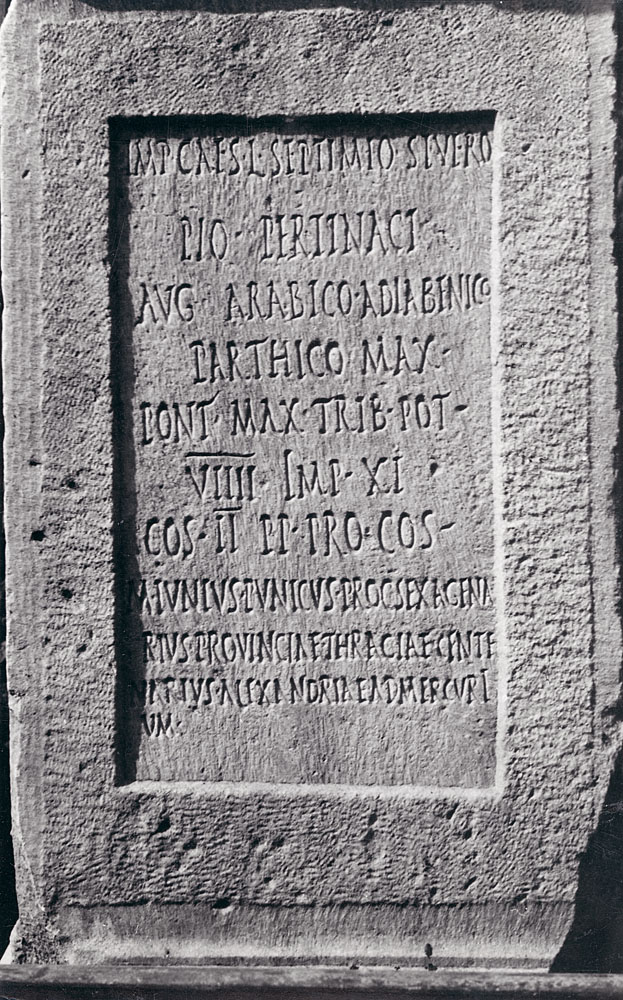 IMP·CAES·L·SEPTIMIO SEVERO
PIO· PERTINACI·
AVG· ARABICO·ADIABENICO
PARTHICO MAX·
PONT· MAX·TRIB·POT·
VIIII· IMP·XI·
COS·II PP·PRO·COS·
M·IVNIVS·PVNICVS·PROC·SEXAGENA
RIVS·PROVINCIAE·THRACIAE·CENTE
NARIVS·ALEXANDRIAE·AD·MERCVRI
VM·